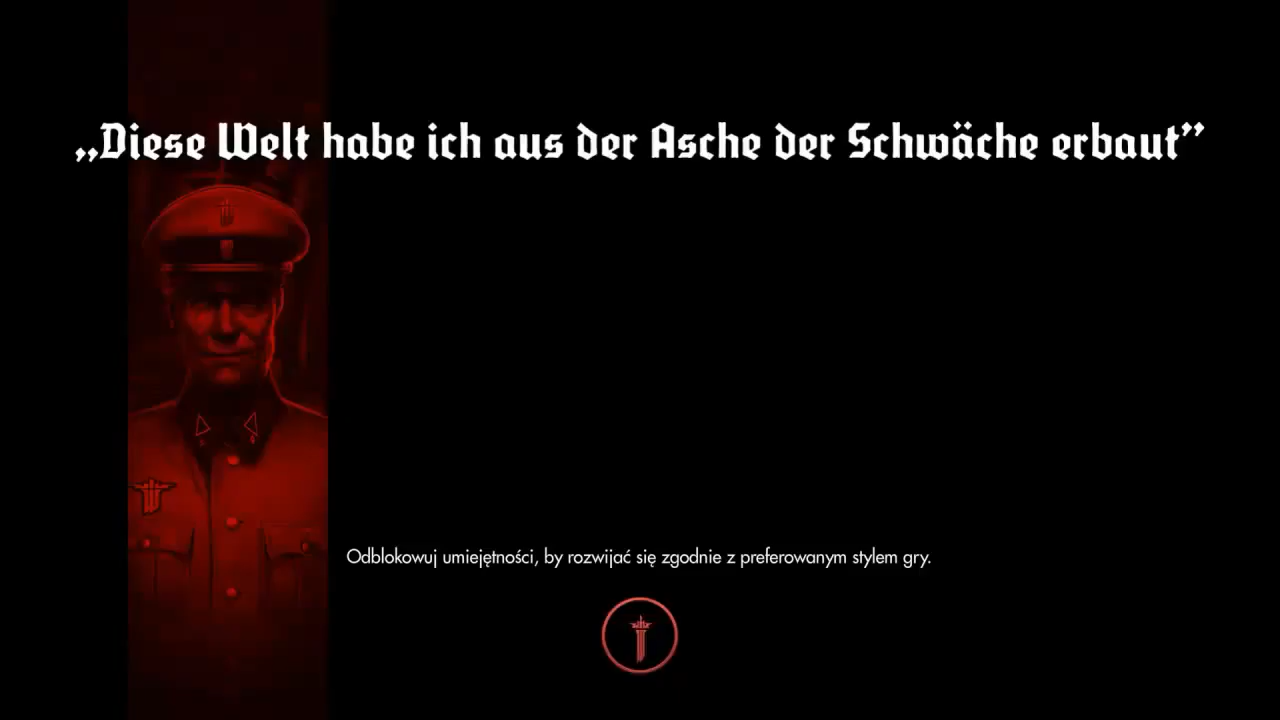 „Diese Welt habe ich aus der Asche der Schwäche erbaut”
Odblokowuj umiejętności, by rozwijać się zgodnie z preferowanym stylem gry.